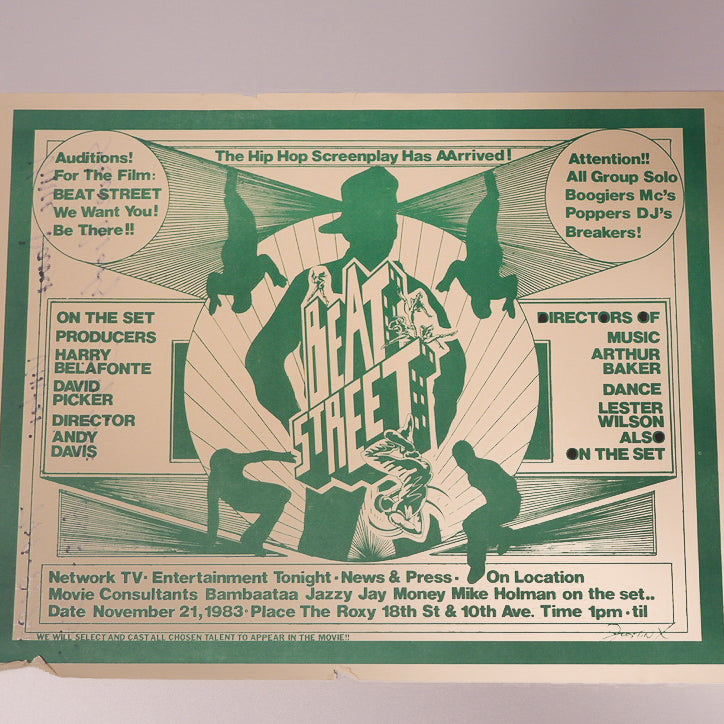 The Hip Hop Screenplay Has AArrived!
Auditions!
For The Film:
BEAT STREET
We Want You!
Be There!!
Attention!!
All Group Solo
Boogiers Mc's
Poppers DJ's
Breakers!
BEAT
STREET
ON THE SET
PRODUCERS
HARRY
BELAFONTE
DAVID
PICKER
DIRECTOR
ANDY
DAVIS
DIRECTORS OF
MUSIC
ARTHUR
BAKER
DANCE
LESTER
WILSON
ALSO
ON THE SET
Network TV · Entertainment Tonight · News & Press · On Location
Movie Consultants Bambaataa Jazzy Jay Money Mike Holman on the set..
Date November 21, 1983 · Place The Roxy 18th St & 10th Ave. Time 1pm · til
WE WILL SELECT AND CAST ALL CHOSEN TALENT TO APPEAR IN THE MOVIE!!